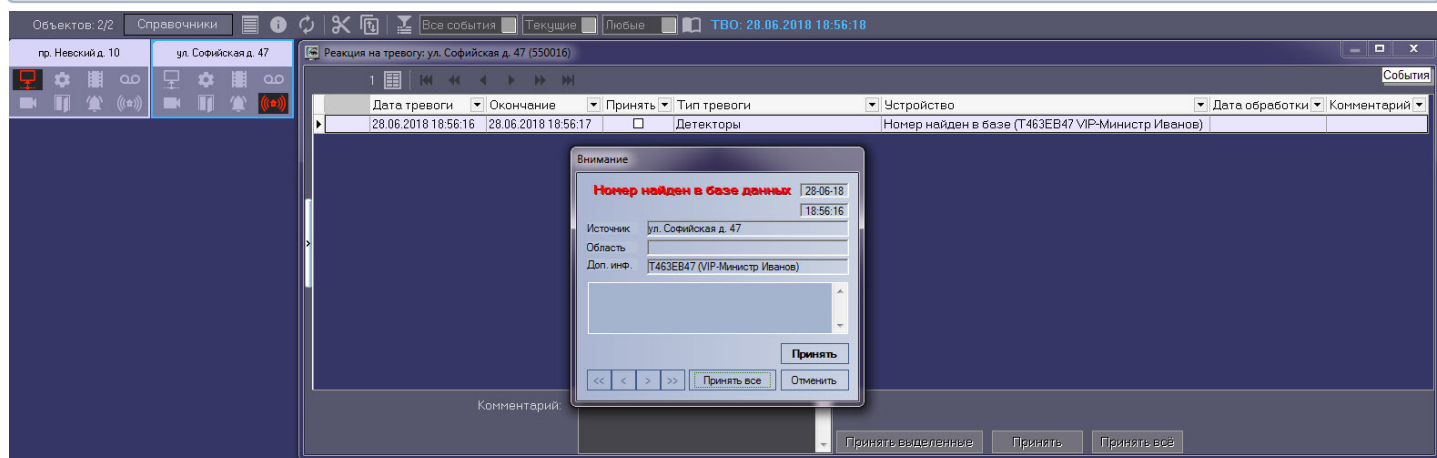 Объектов: 2/2 Справочники Все события Текущие Любые ТВО: 28.06.2018 18:56:18
пр. Невский д. 10 ул. Софийская д. 47
Реакция на тревогу: ул. Софийская д. 47 (550016)
1
События
Дата тревоги Окончание Принять Тип тревоги Устройство Дата обработки Комментарий
28.06.2018 18:56:16 28.06.2018 18:56:17 Детекторы Номер найден в базе (Т463ЕВ47 VIP-Министр Иванов)
Внимание
Номер найден в базе данных 28-06-18
18:56:16
Источник ул. Софийская д. 47
Область
Доп. инф. Т463ЕВ47 (VIP-Министр Иванов)
Принять
<< < > >> Принять все Отменить
Комментарий:
Принять выделенные Принять Принять всё